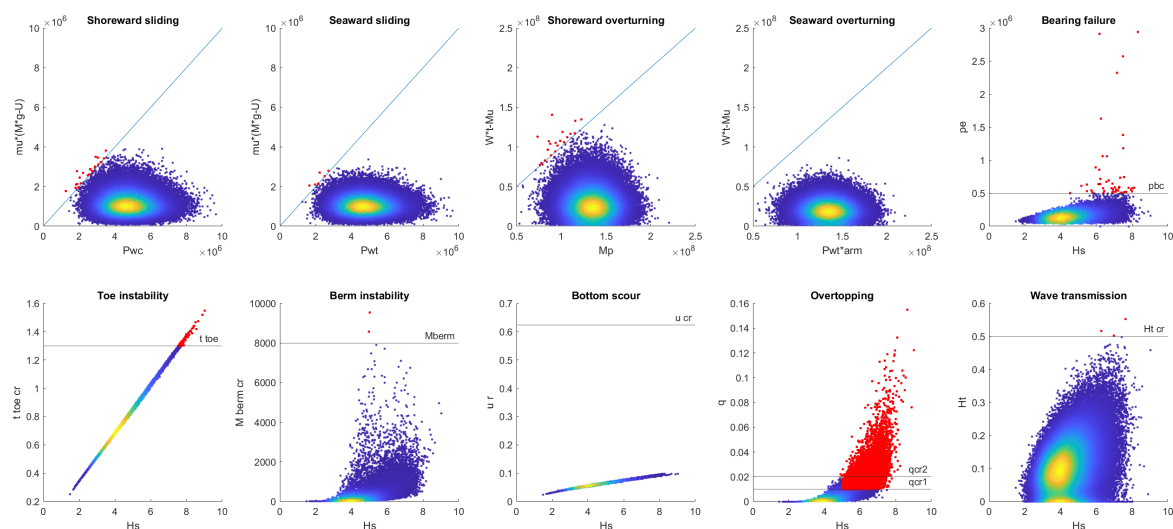 Shoreward sliding
×10^6
mu*(M*g-U)
10
8
6
4
2
0
0 2 4 6 8 10
×10^6
Pwc
Seaward sliding
×10^6
mu*(M*g-U)
10
8
6
4
2
0
0 2 4 6 8 10
×10^6
Pwt
Shoreward overturning
×10^8
W*t-Mu
2.5
2
1.5
1
0.5
0
0.5 1 1.5 2 2.5
×10^8
Mp
Seaward overturning
×10^8
W*t-Mu
2.5
2
1.5
1
0.5
0
0.5 1 1.5 2 2.5
×10^8
Pwt*arm
Bearing failure
×10^6
pe
3
2.5
2
1.5
1
0.5
0
pbc
0 2 4 6 8 10
Hs
Toe instability
t toe cr
1.6
1.4
1.2
1
0.8
0.6
0.4
0.2
t toe
0 2 4 6 8 10
Hs
Berm instability
M berm cr
10000
8000
6000
4000
2000
0
Mberm
0 2 4 6 8 10
Hs
Bottom scour
u r
0.7
0.6
0.5
0.4
0.3
0.2
0.1
0
u cr
0 2 4 6 8 10
Hs
Overtopping
q
0.16
0.14
0.12
0.1
0.08
0.06
0.04
0.02
0
qcr2
qcr1
0 2 4 6 8 10
Hs
Wave transmission
Ht
0.6
0.5
0.4
0.3
0.2
0.1
0
Ht cr
0 2 4 6 8 10
Hs